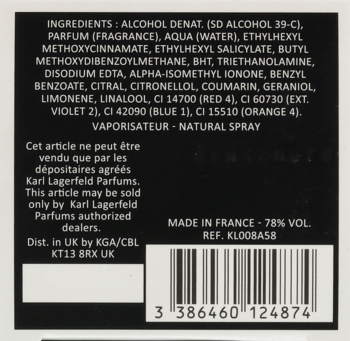 INGREDIENTS : ALCOHOL DENAT. (SD ALCOHOL 39-C),
PARFUM (FRAGRANCE), AQUA (WATER), ETHYLHEXYL
METHOXYCINNAMATE, ETHYLHEXYL SALICYLATE, BUTYL
METHOXYDIBENZOYLMETHANE, BHT, TRIETHANOLAMINE,
DISODIUM EDTA, ALPHA-ISOMETHYL IONONE, BENZYL
BENZOATE, CITRAL, CITRONELLOL, COUMARIN, GERANIOL,
LIMONENE, LINALOOL, CI 14700 (RED 4), CI 60730 (EXT.
VIOLET 2), CI 42090 (BLUE 1), CI 15510 (ORANGE 4).
VAPORISATEUR - NATURAL SPRAY
Cet article ne peut être
vendu que par les
dépositaires agréés
Karl Lagerfeld Parfums.
This article may be sold
only by Karl Lagerfeld
Parfums authorized
dealers.
Dist. in UK by KGA/CBL
KT13 8RX UK
MADE IN FRANCE - 78% VOL.
REF. KL008A58
3 386460 124874